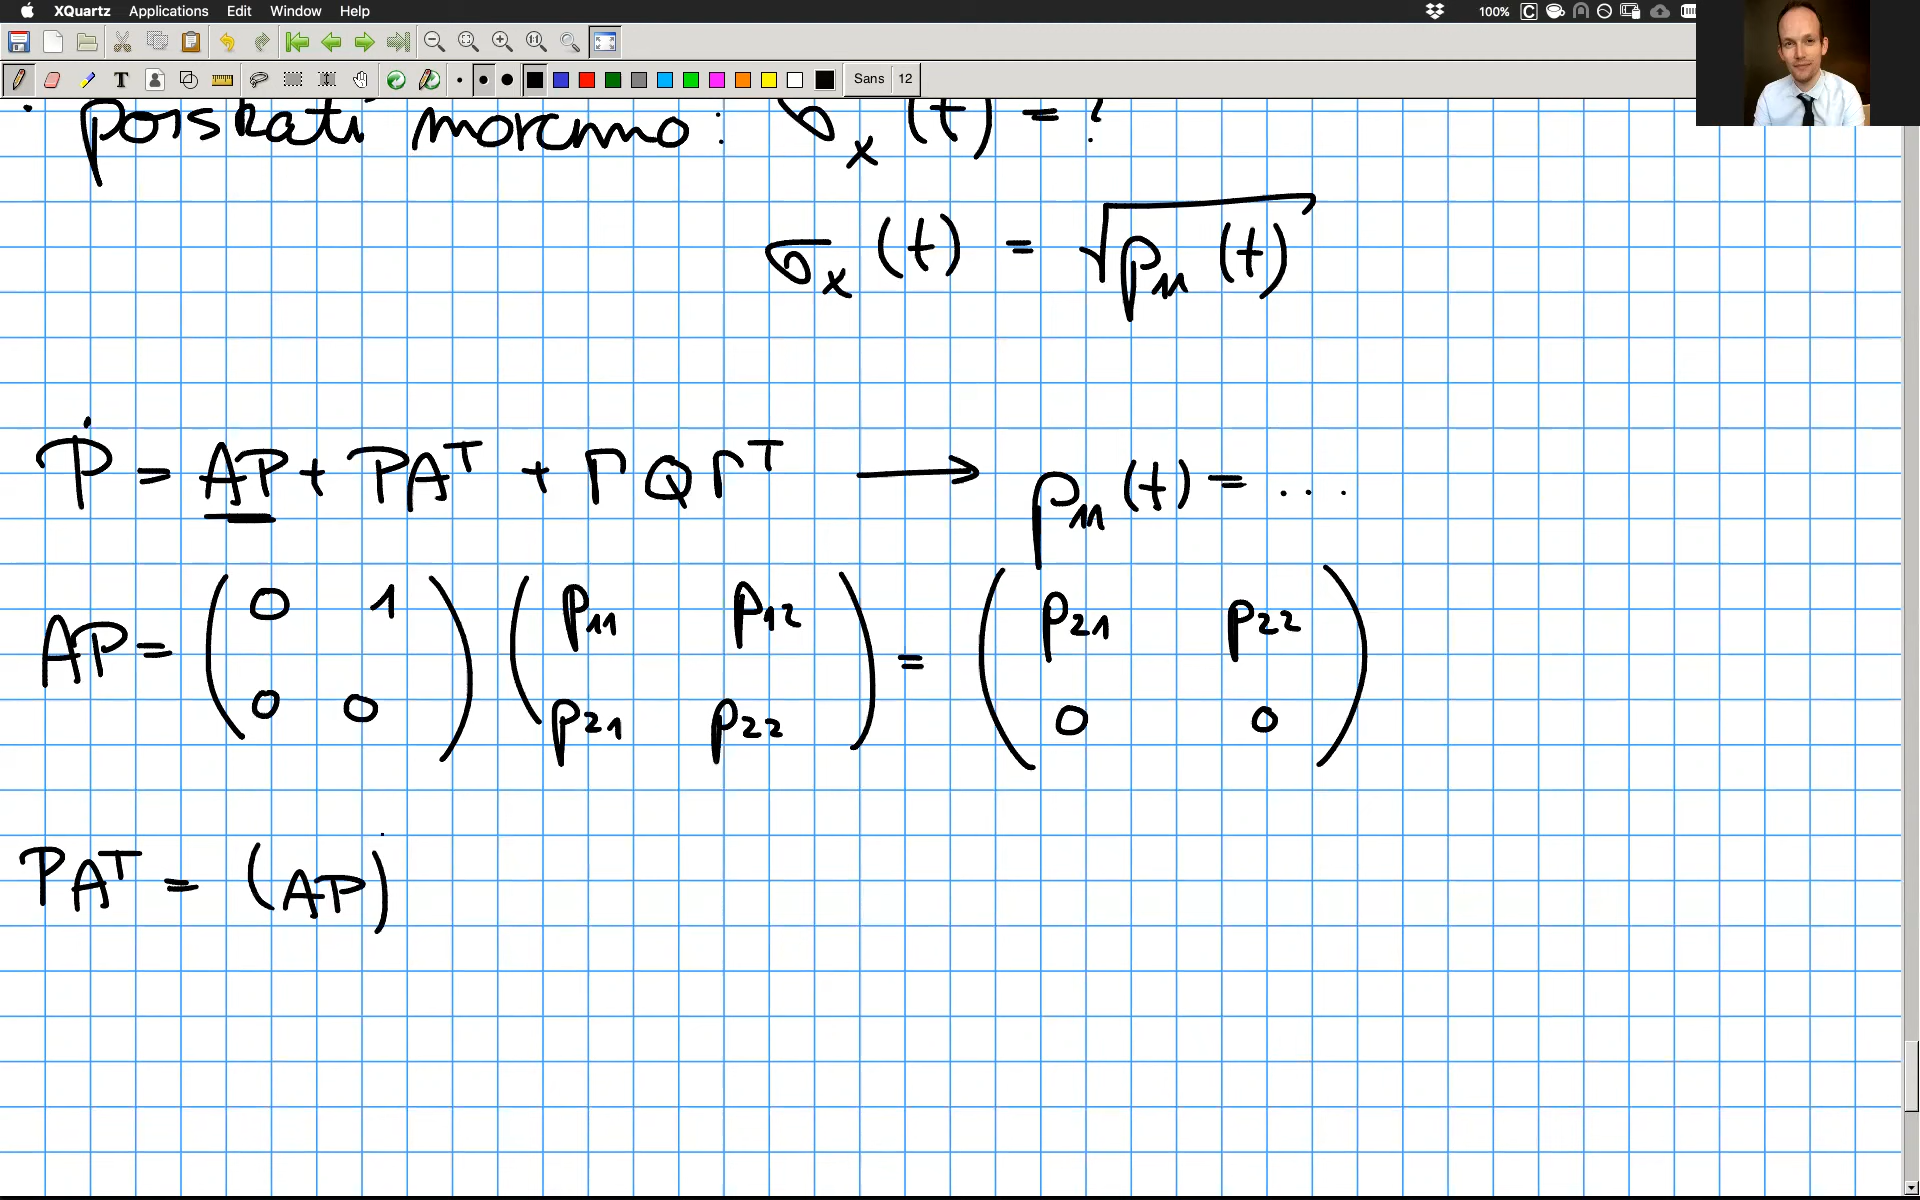 XQuartz Applications Edit Window Help 100%
Sans 12
poiskati moramo: σₓ(t) = ?
σₓ(t) = √p₁₁(t)
Ṗ = AP + PAᵀ + ΓQΓᵀ → p₁₁(t) = ....
AP = ( 0 1 ) ( p₁₁ p₁₂ ) = ( p₂₁ p₂₂ )
( 0 0 ) ( p₂₁ p₂₂ ) ( 0 0 )
PAᵀ = (AP)